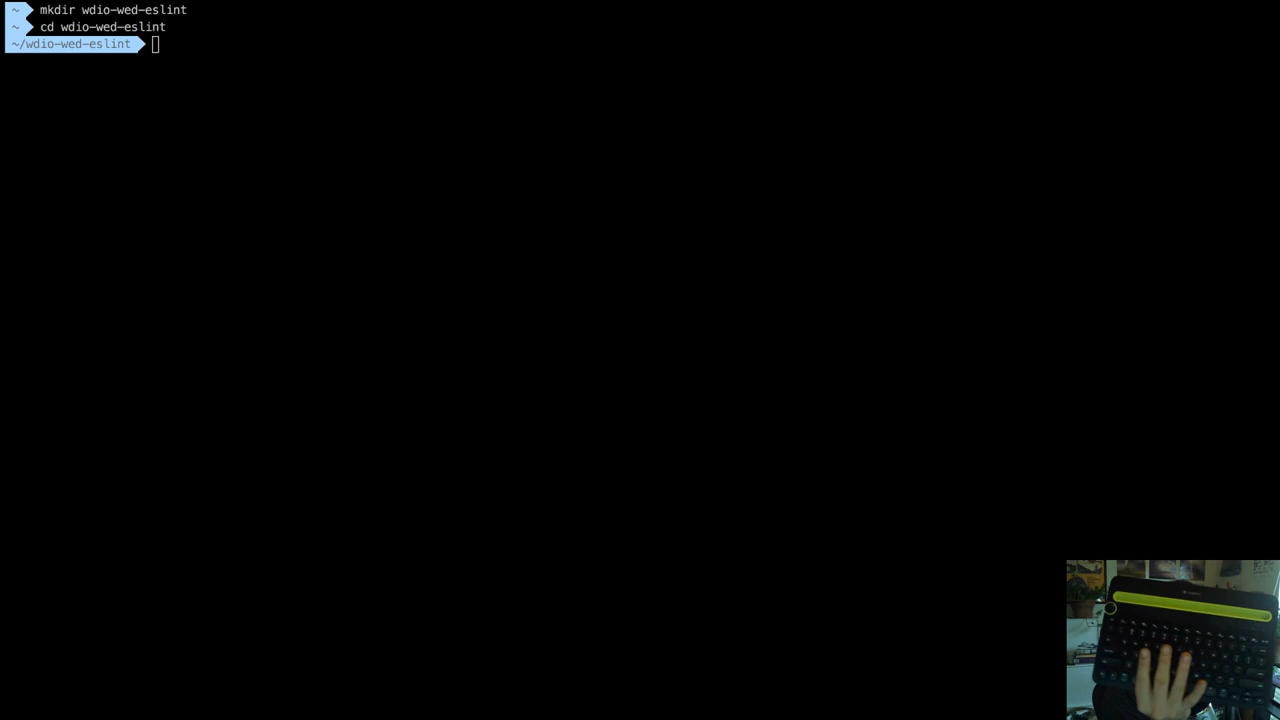 ~ mkdir wdio-wed-eslint
~ cd wdio-wed-eslint
~/wdio-wed-eslint